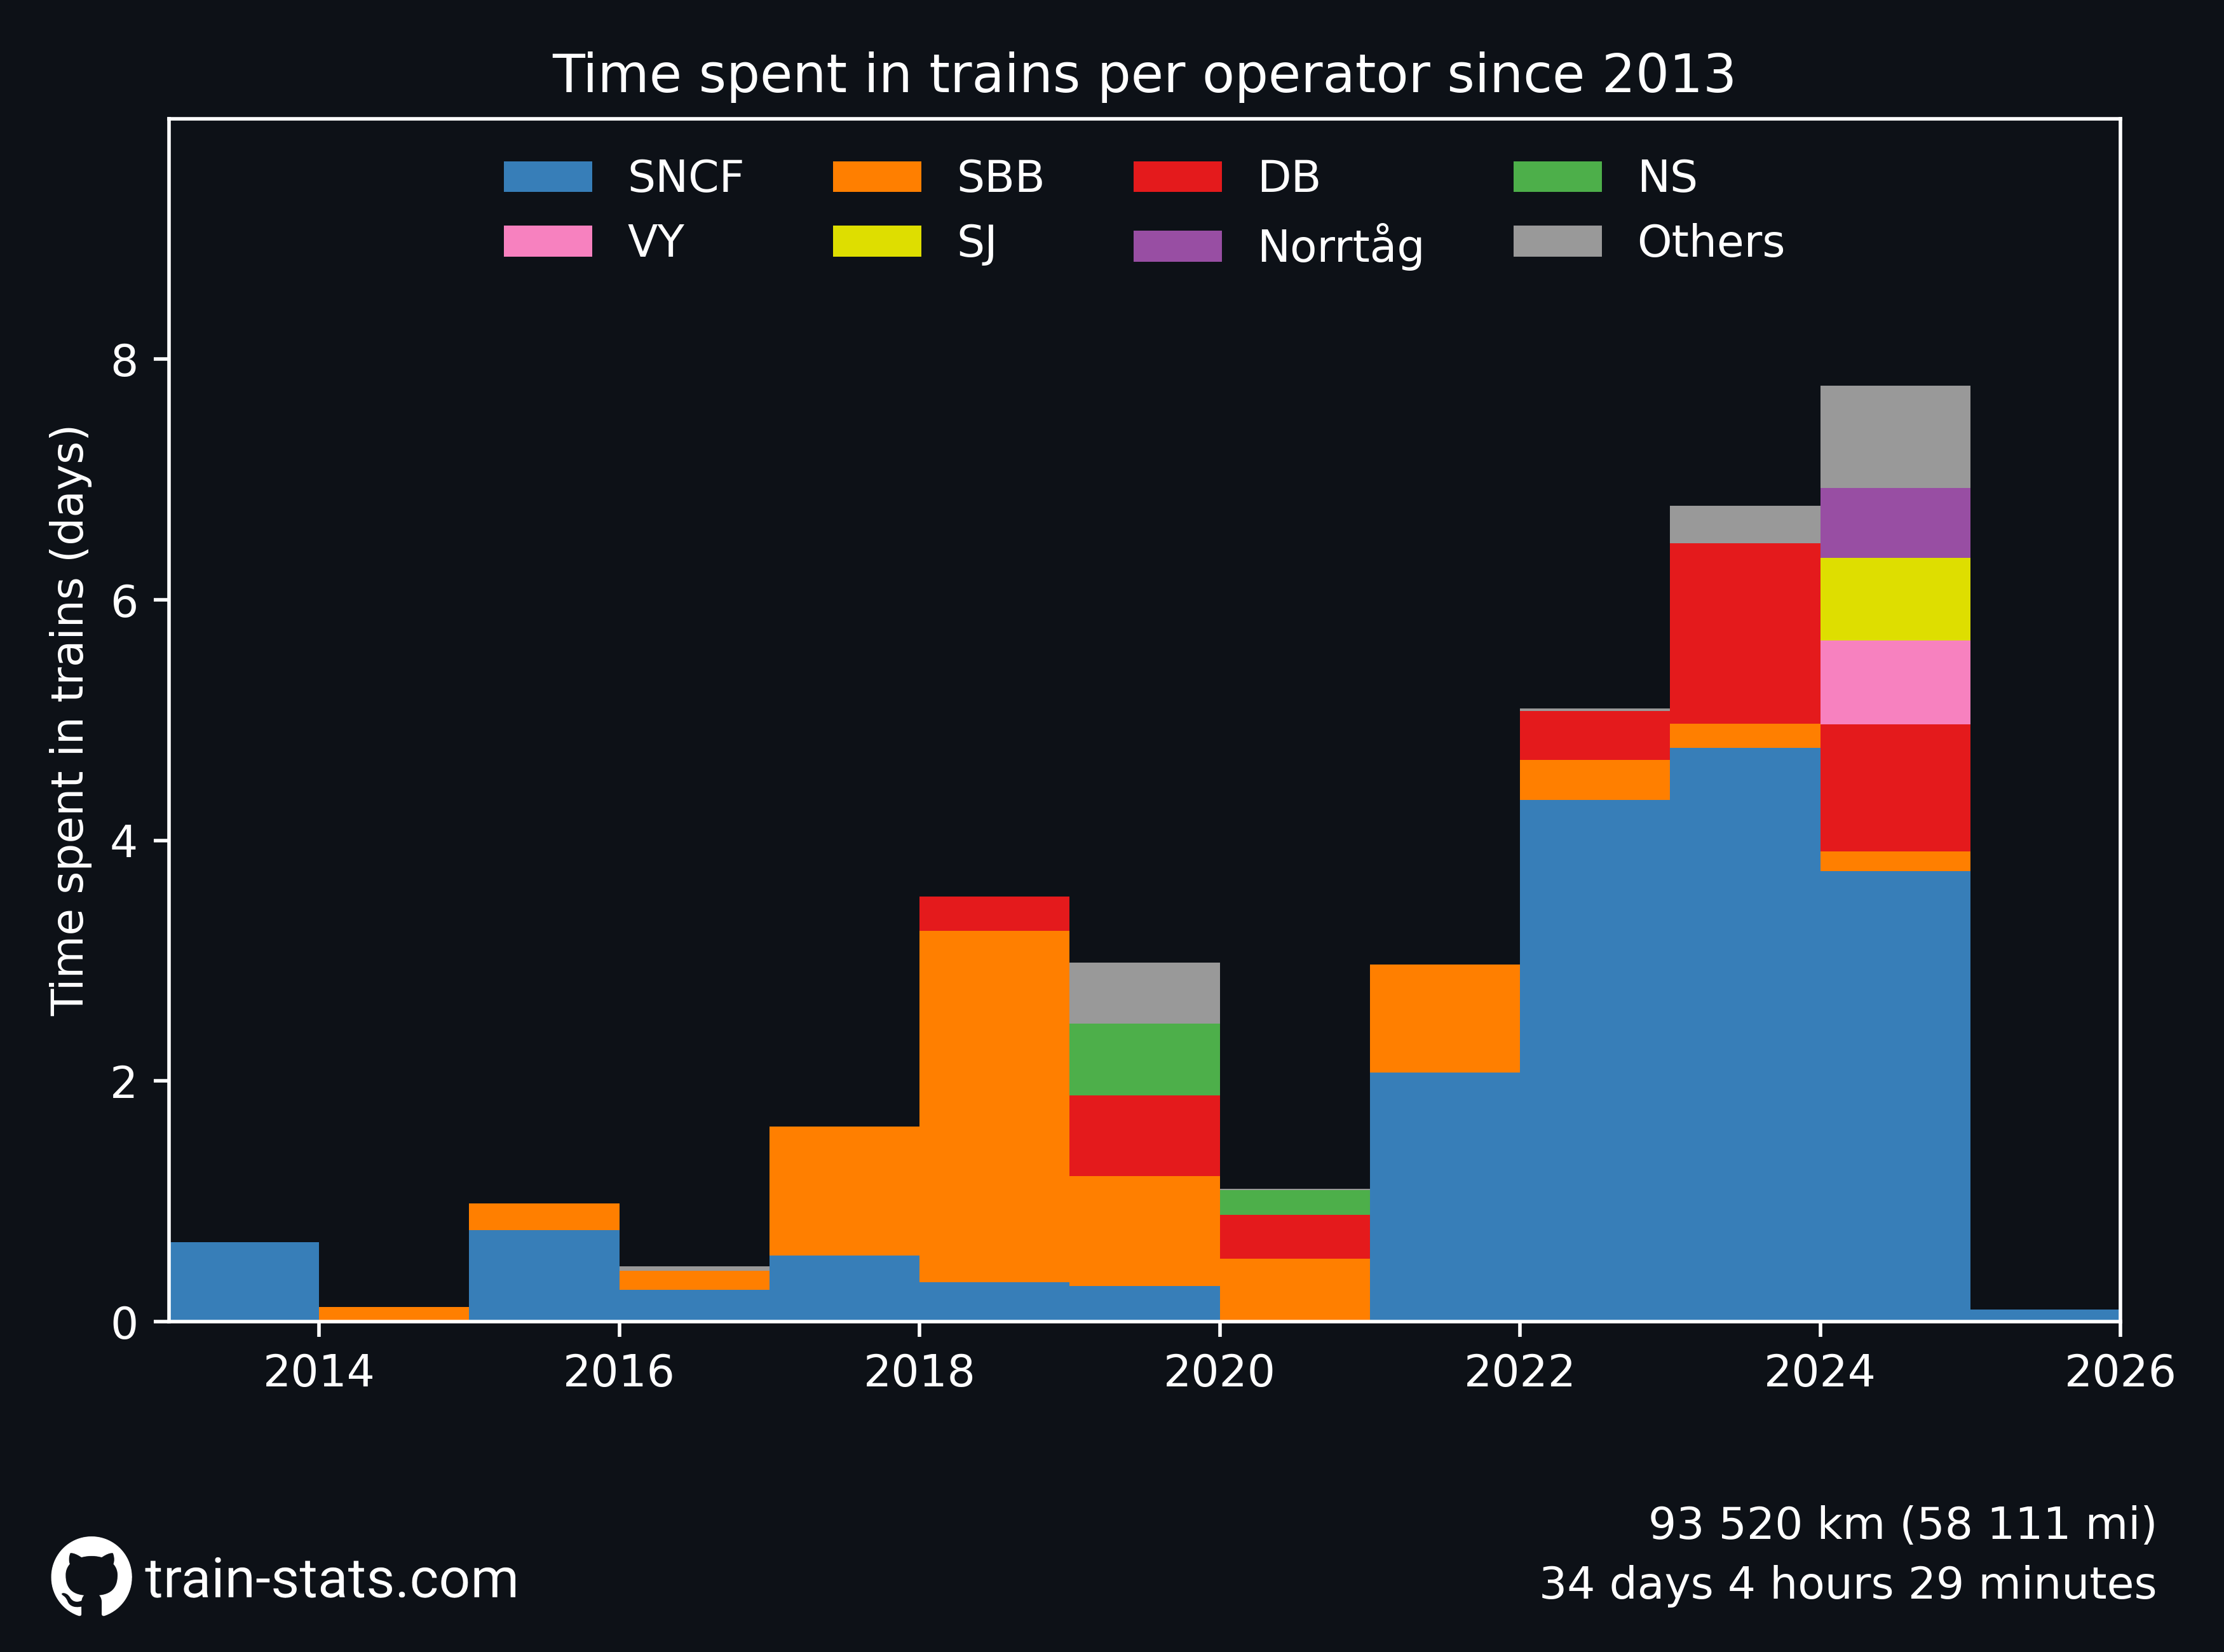 Time spent in trains per operator since 2013
SNCF SBB DB NS
VY SJ Norrtåg Others
Time spent in trains (days)
8
6
4
2
0
2014 2016 2018 2020 2022 2024 2026
93 520 km (58 111 mi)
train-stats.com
34 days 4 hours 29 minutes